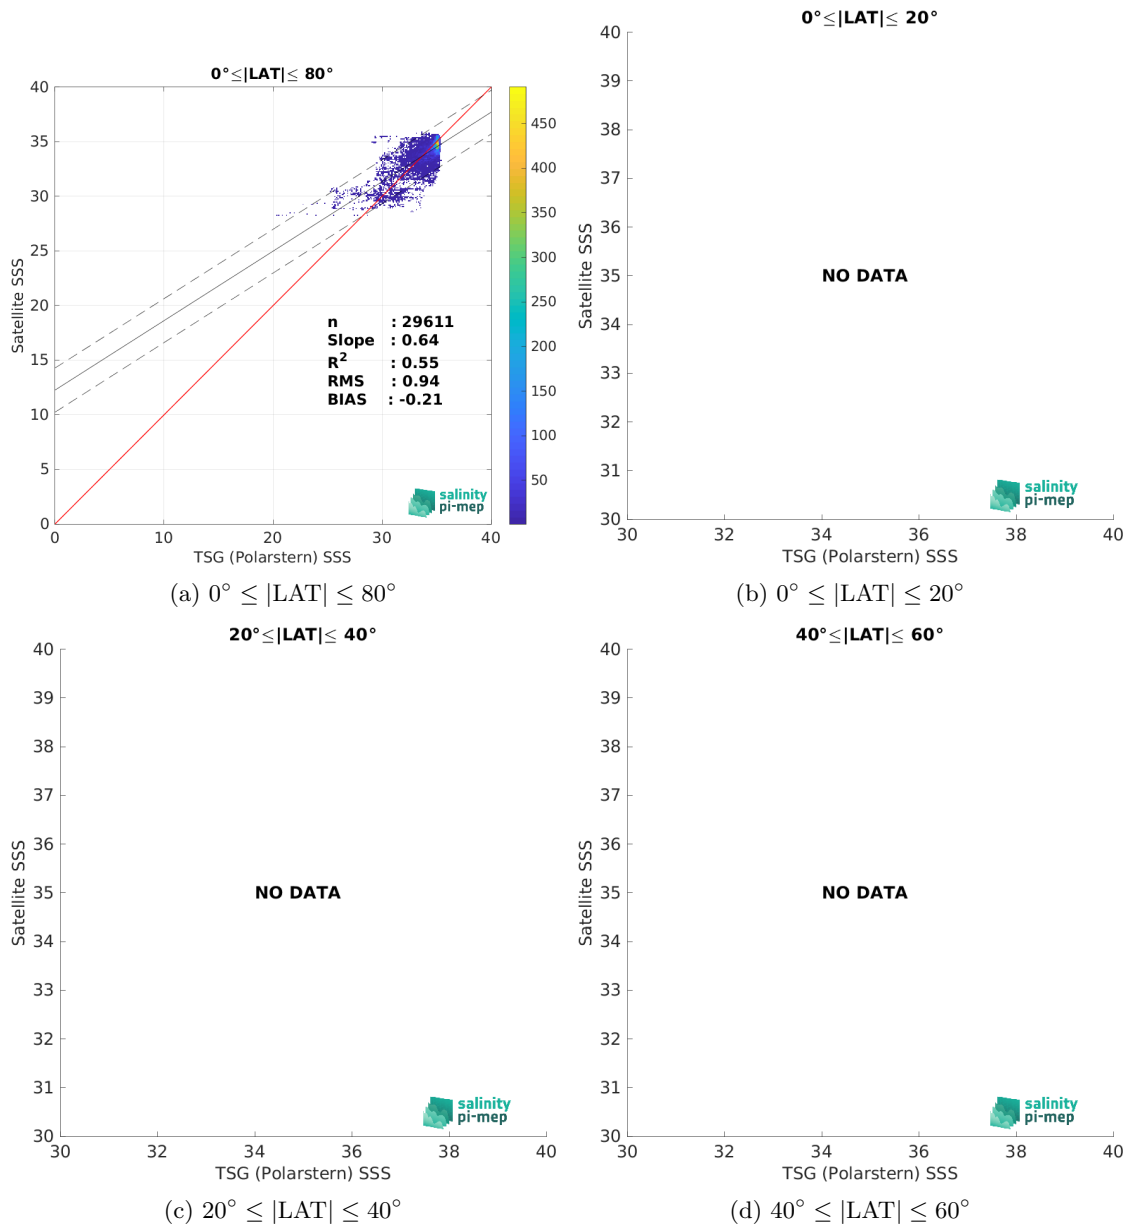 0°≤|LAT|≤ 80°
40
35
30
25
20
15
10
5
0
Satellite SSS
0
10
20
30
40
TSG (Polarstern) SSS
450
400
350
300
250
200
150
100
50
n : 29611
Slope : 0.64
R2 : 0.55
RMS : 0.94
BIAS : -0.21
salinity
pi-mep
(a) 0° ≤ |LAT| ≤ 80°
0°≤|LAT|≤ 20°
40
39
38
37
36
35
34
33
32
31
30
Satellite SSS
NO DATA
30
32
34
36
38
40
TSG (Polarstern) SSS
salinity
pi-mep
(b) 0° ≤ |LAT| ≤ 20°
20°≤|LAT|≤ 40°
40
39
38
37
36
35
34
33
32
31
30
Satellite SSS
NO DATA
30
32
34
36
38
40
TSG (Polarstern) SSS
salinity
pi-mep
(c) 20° ≤ |LAT| ≤ 40°
40°≤|LAT|≤ 60°
40
39
38
37
36
35
34
33
32
31
30
Satellite SSS
NO DATA
30
32
34
36
38
40
TSG (Polarstern) SSS
salinity
pi-mep
(d) 40° ≤ |LAT| ≤ 60°